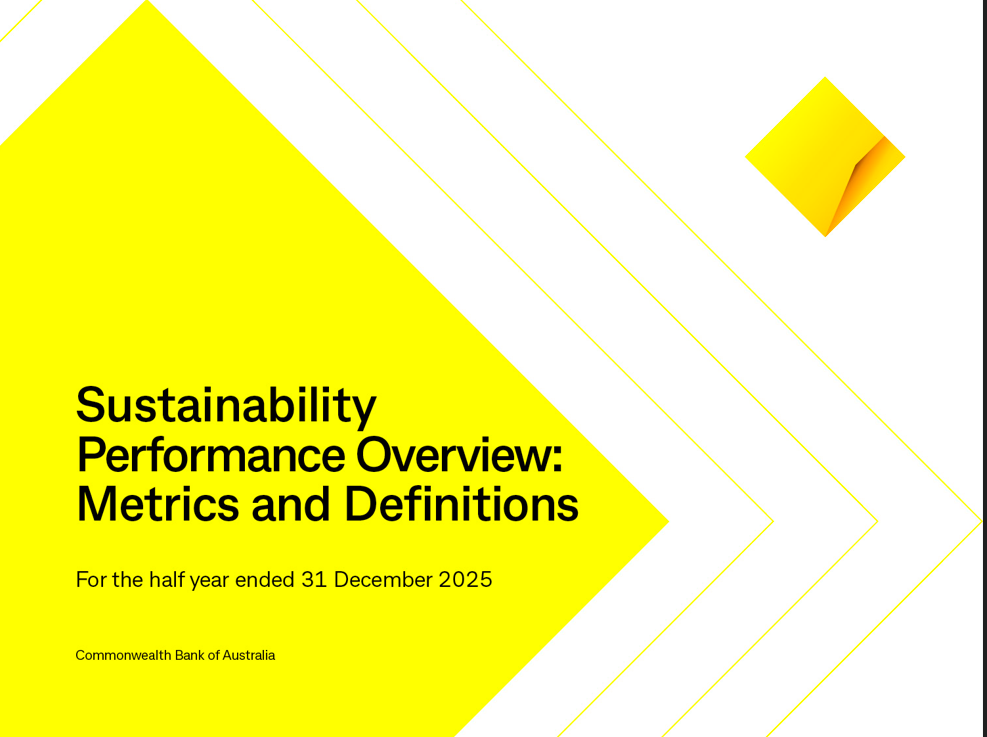 Sustainability
Performance Overview:
Metrics and Definitions
For the half year ended 31 December 2025
Commonwealth Bank of Australia